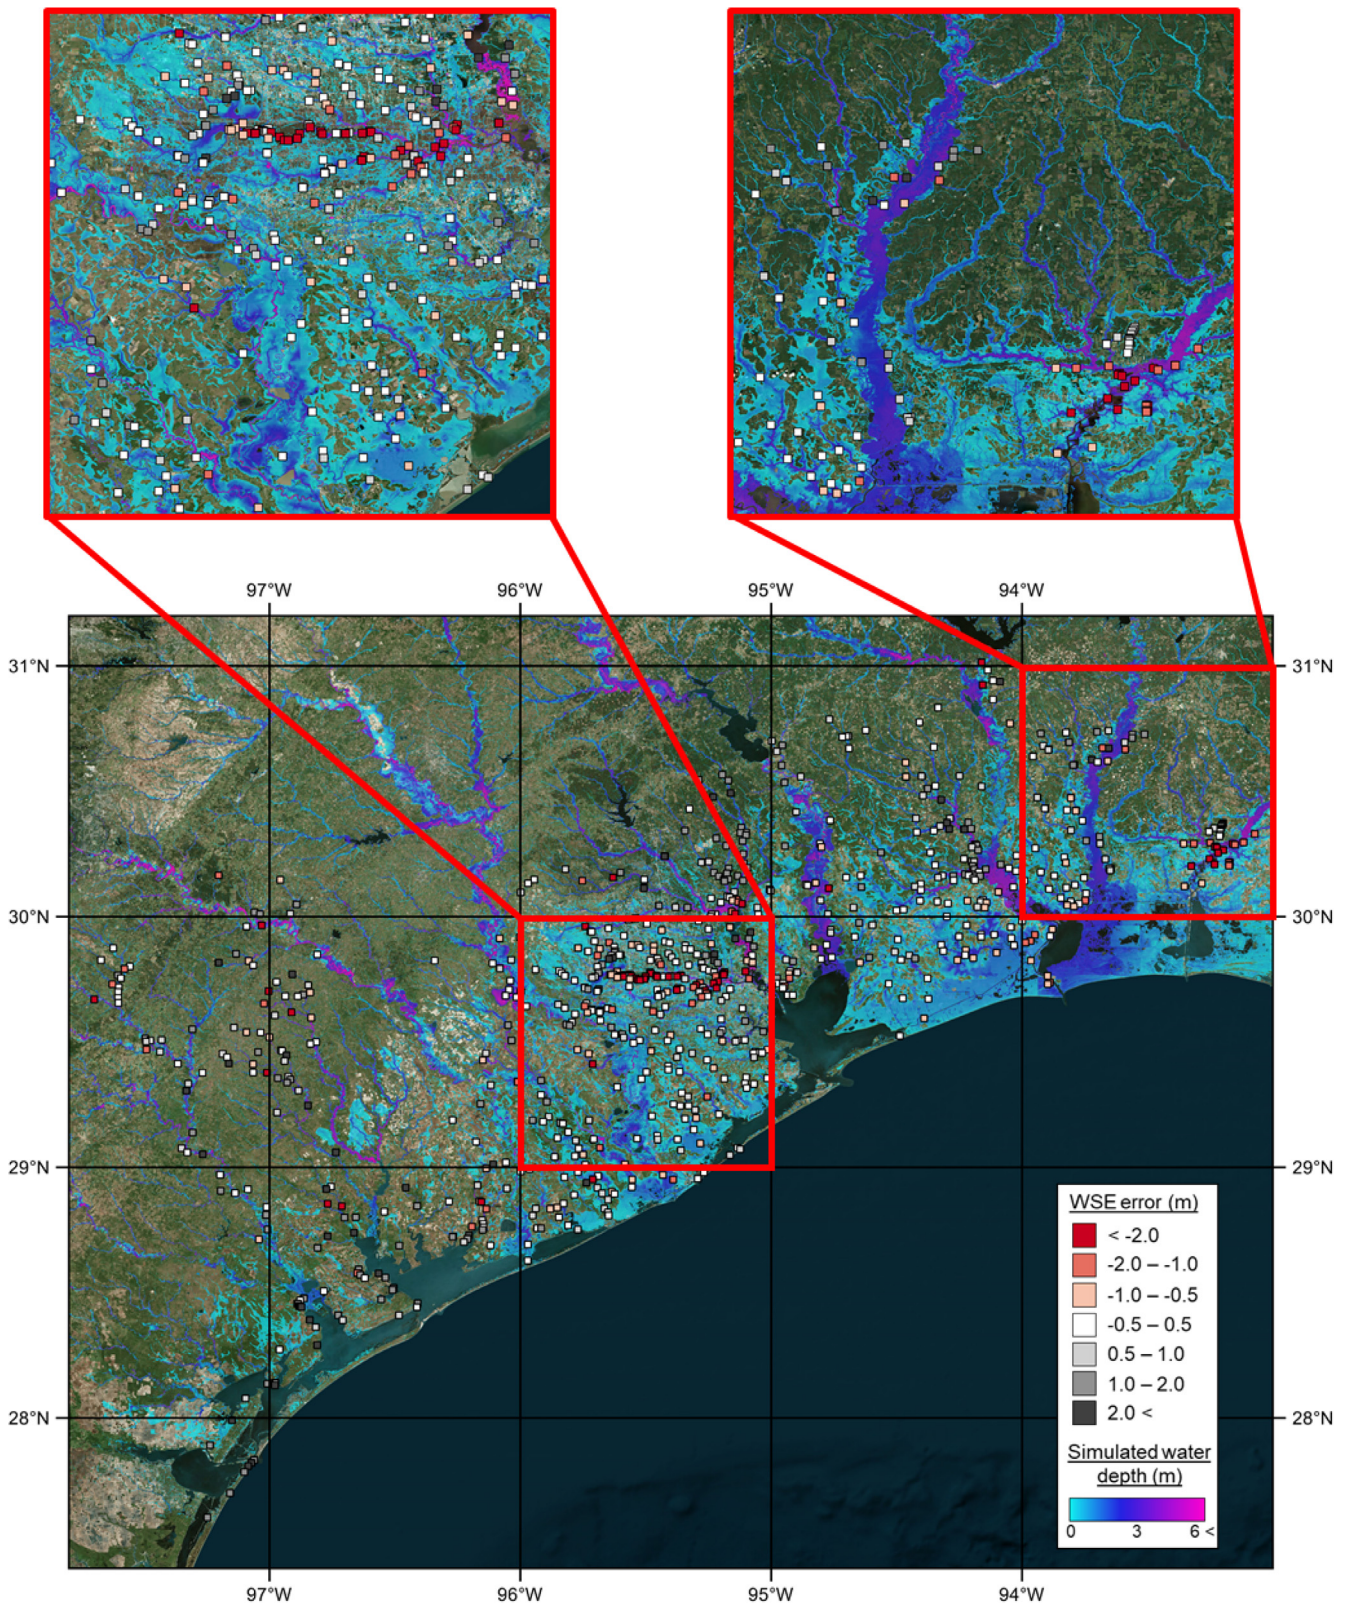 97°W 96°W 95°W 94°W
31°N 31°N
30°N 30°N
29°N 29°N
WSE error (m)
< -2.0
-2.0 – -1.0
-1.0 – -0.5
-0.5 – 0.5
0.5 – 1.0
1.0 – 2.0
2.0 <
28°N 28°N
Simulated water
depth (m)
0 3 6 <
97°W 96°W 95°W 94°W